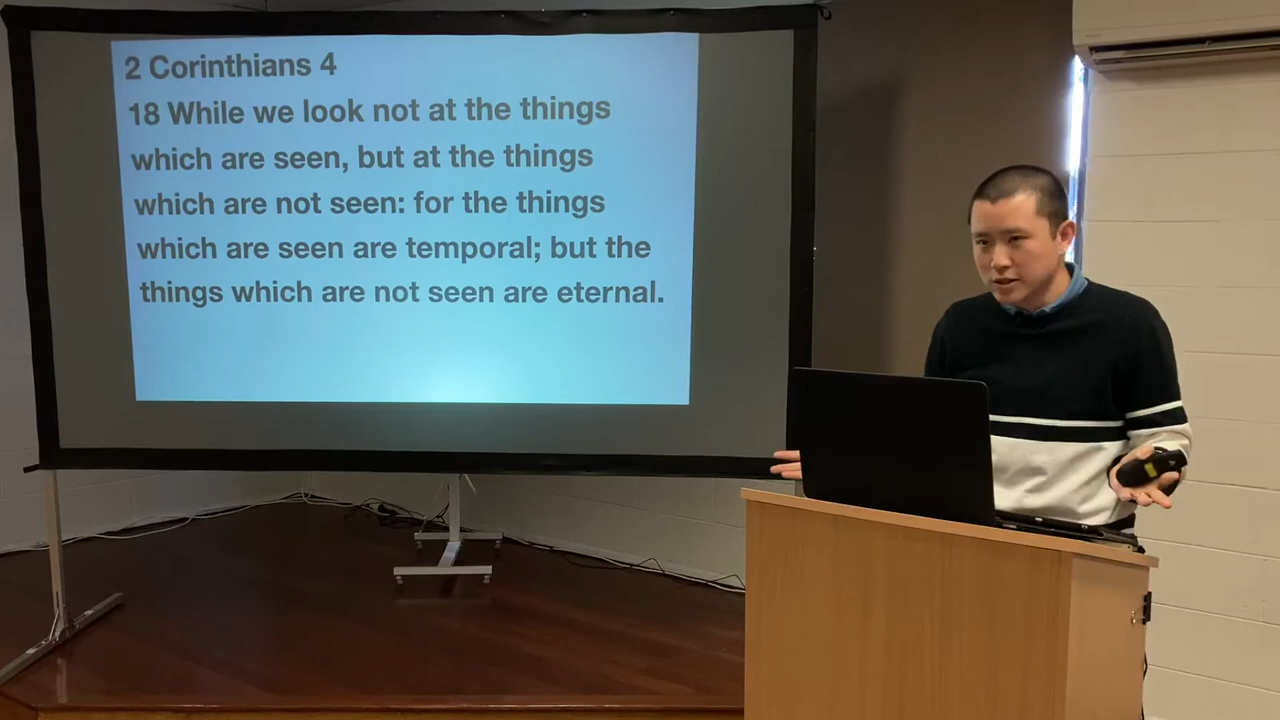 2 Corinthians 4
18 While we look not at the things
which are seen, but at the things
which are not seen: for the things
which are seen are temporal; but the
things which are not seen are eternal.